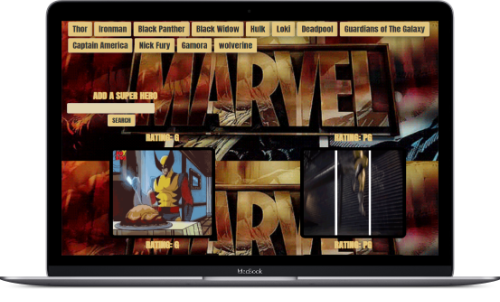 Thor Ironman Black Panther Black Widow Hulk Loki Deadpool Guardians of The Galaxy
Captain America Nick Fury Gamora wolverine
MARVEL
ADD A SUPER HERO
SEARCH
RATING: G RATING: PG
MARVEL
RATING: G RATING: PG
MacBook